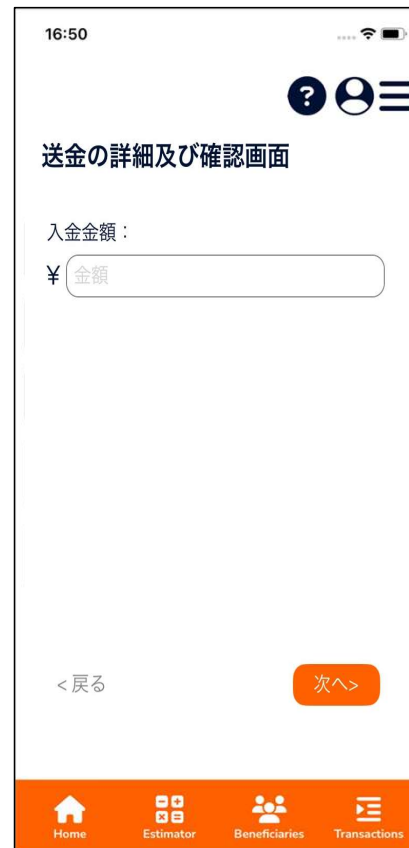 16:50
送金の詳細及び確認画面
入金金額：
¥ 金額
<戻る
次へ>
Home Estimator Beneficiaries Transactions